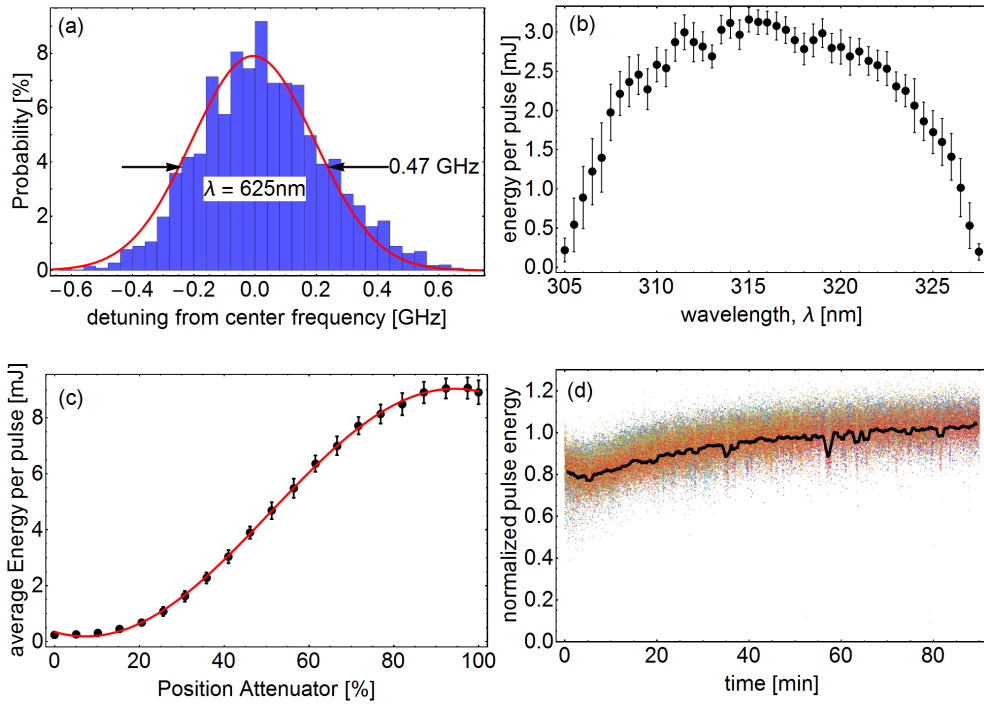 (a)
8
6
4
2
0
Probability [%]
0.47 GHz
λ = 625nm
−0.6 −0.4 −0.2 0.0 0.2 0.4 0.6
detuning from center frequency [GHz]
(b)
3.0
2.5
2.0
1.5
1.0
0.5
0.0
energy per pulse [mJ]
305 310 315 320 325
wavelength, λ [nm]
(c)
8
6
4
2
0
average Energy per pulse [mJ]
0 20 40 60 80 100
Position Attenuator [%]
(d)
1.2
1.0
0.8
0.6
0.4
0.2
0.0
normalized pulse energy
0 20 40 60 80
time [min]